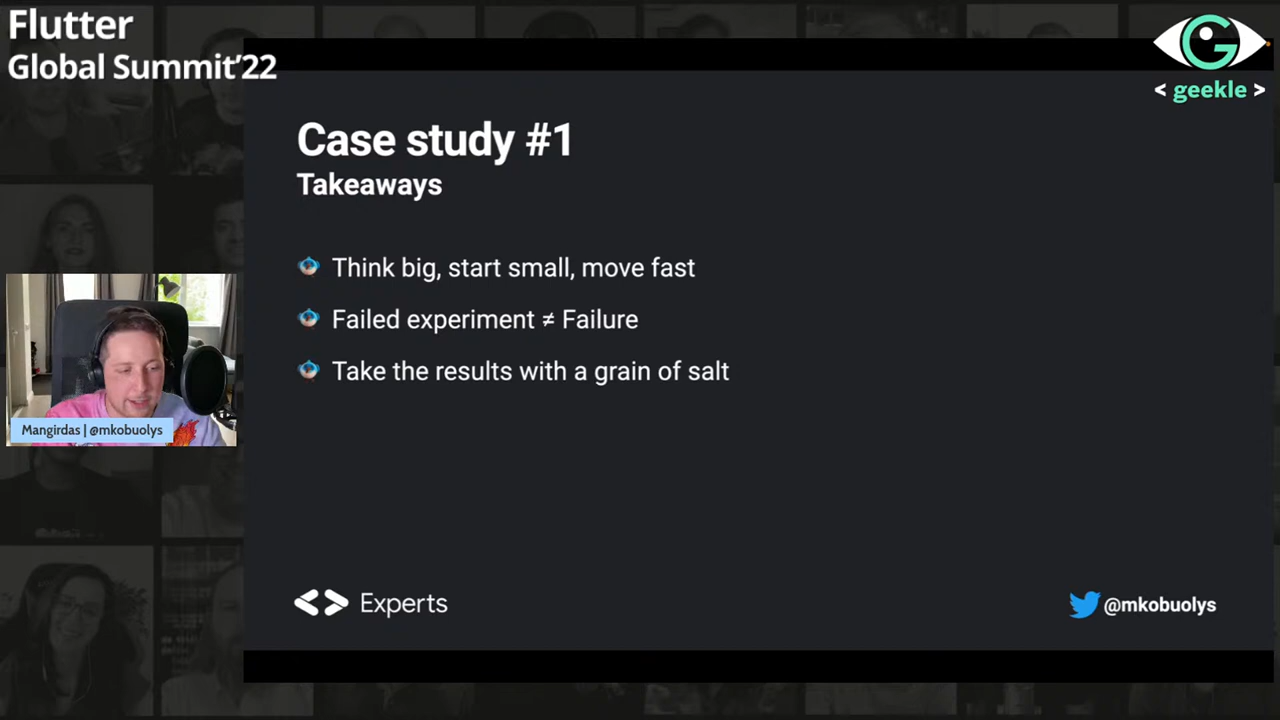 Flutter
Global Summit'22
< geekle >
Case study #1
Takeaways
Think big, start small, move fast
Failed experiment ≠ Failure
Take the results with a grain of salt
Mangirdas | @mkobuolys
<> Experts
@mkobuolys